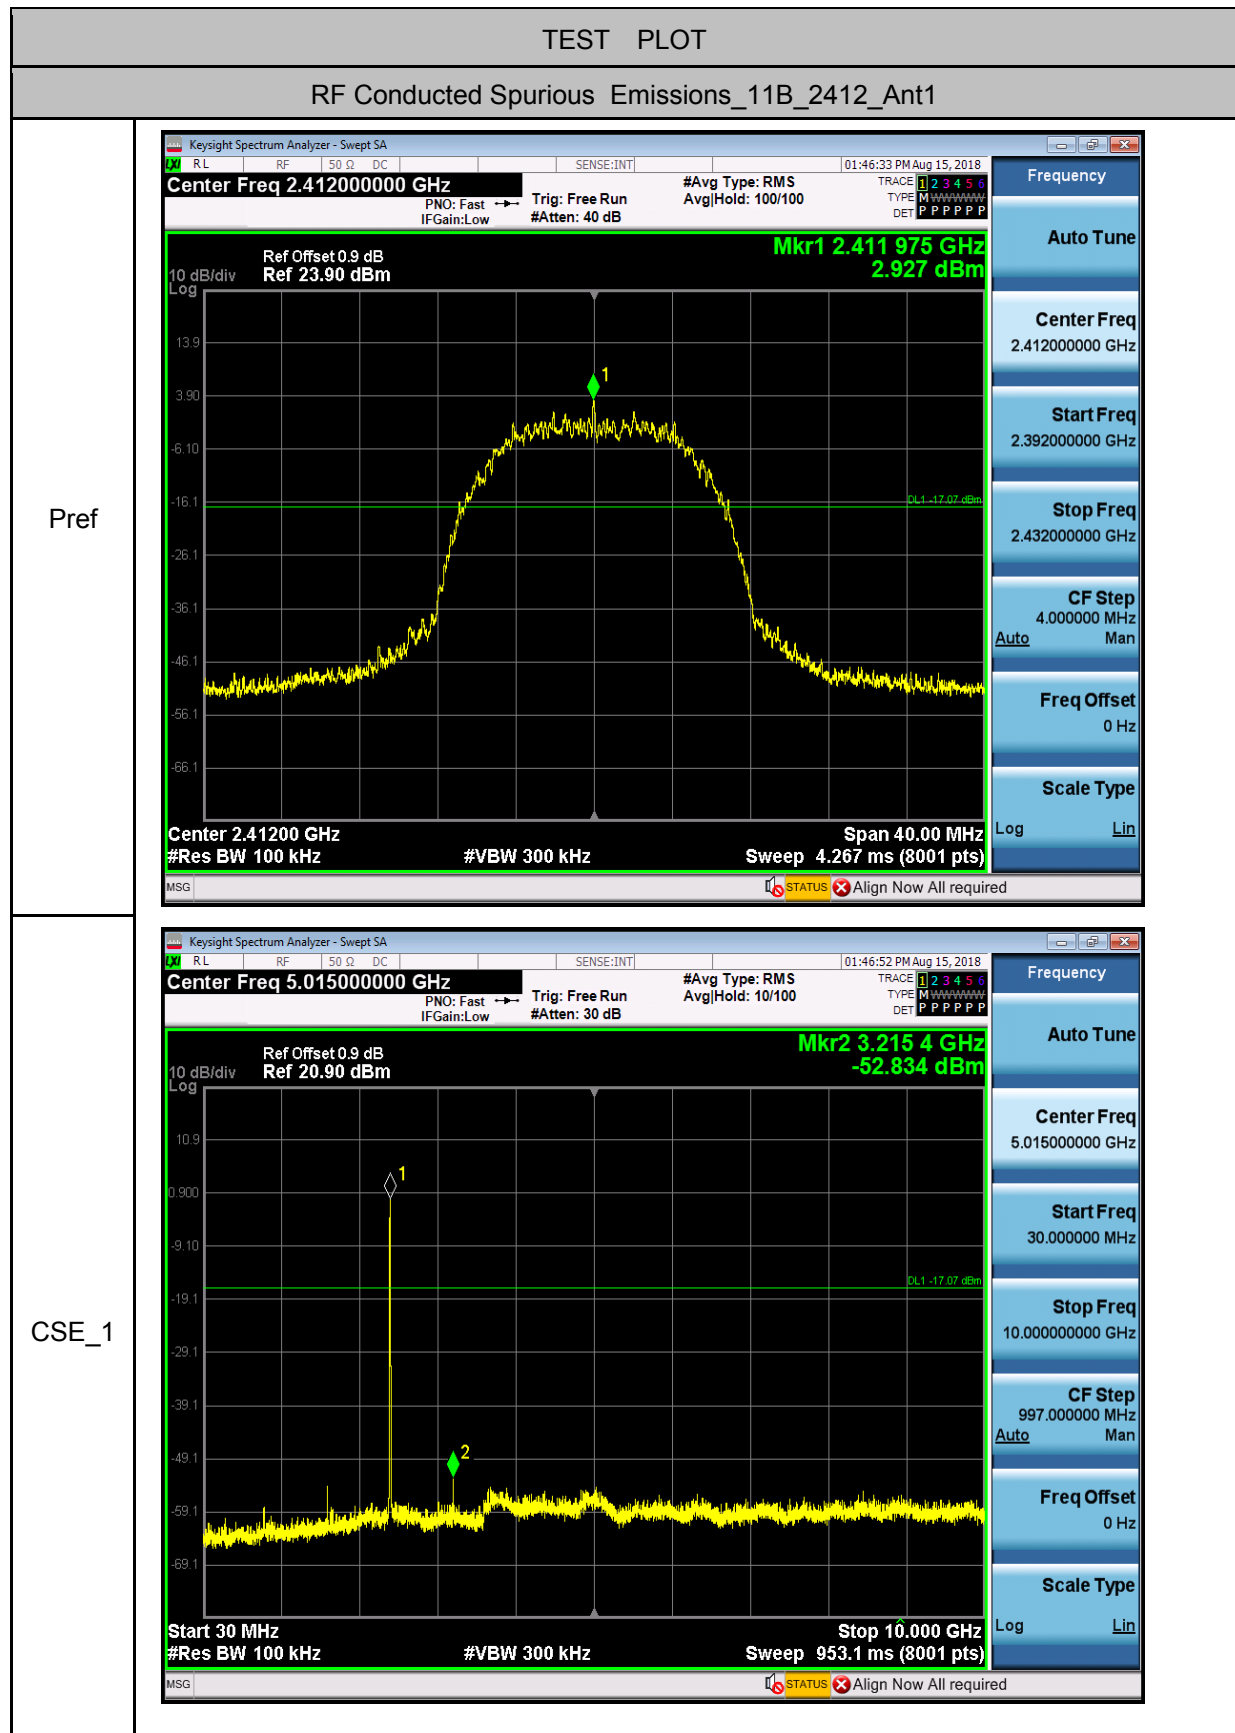 TEST PLOT
RF Conducted Spurious Emissions_11B_2412_Ant1
Pref
Keysight Spectrum Analyzer - Swept SA
LXI RL RF 50 Ω DC SENSE:INT 01:46:33 PM Aug 15, 2018
Center Freq 2.412000000 GHz
PNO: Fast
IFGain:Low
Trig: Free Run
#Atten: 40 dB
#Avg Type: RMS
Avg|Hold: 100/100
TRACE 1 2 3 4 5 6
TYPE M WWWWW
DET P P P P P P
Ref Offset 0.9 dB
Ref 23.90 dBm
10 dB/div
Log
Mkr1 2.411 975 GHz
2.927 dBm
1
13.9
3.90
-6.10
-16.1
-26.1
-36.1
-46.1
-56.1
-66.1
DL1 -17.07 dBm
Center 2.41200 GHz
Span 40.00 MHz
#Res BW 100 kHz
#VBW 300 kHz
Sweep 4.267 ms (8001 pts)
MSG
STATUS
Align Now All required
Frequency
Auto Tune
Center Freq
2.412000000 GHz
Start Freq
2.392000000 GHz
Stop Freq
2.432000000 GHz
CF Step
4.000000 MHz
Auto Man
Freq Offset
0 Hz
Scale Type
Log Lin
CSE_1
Keysight Spectrum Analyzer - Swept SA
LXI RL RF 50 Ω DC SENSE:INT 01:46:52 PM Aug 15, 2018
Center Freq 5.015000000 GHz
PNO: Fast
IFGain:Low
Trig: Free Run
#Atten: 30 dB
#Avg Type: RMS
Avg|Hold: 10/100
TRACE 1 2 3 4 5 6
TYPE M WWWWW
DET P P P P P P
Ref Offset 0.9 dB
Ref 20.90 dBm
10 dB/div
Log
Mkr2 3.215 4 GHz
-52.834 dBm
1
2
10.9
0.900
-9.10
-19.1
-29.1
-39.1
-49.1
-59.1
-69.1
DL1 -17.07 dBm
Start 30 MHz
Stop 10.000 GHz
#Res BW 100 kHz
#VBW 300 kHz
Sweep 953.1 ms (8001 pts)
MSG
STATUS
Align Now All required
Frequency
Auto Tune
Center Freq
5.015000000 GHz
Start Freq
30.000000 MHz
Stop Freq
10.000000000 GHz
CF Step
997.000000 MHz
Auto Man
Freq Offset
0 Hz
Scale Type
Log Lin